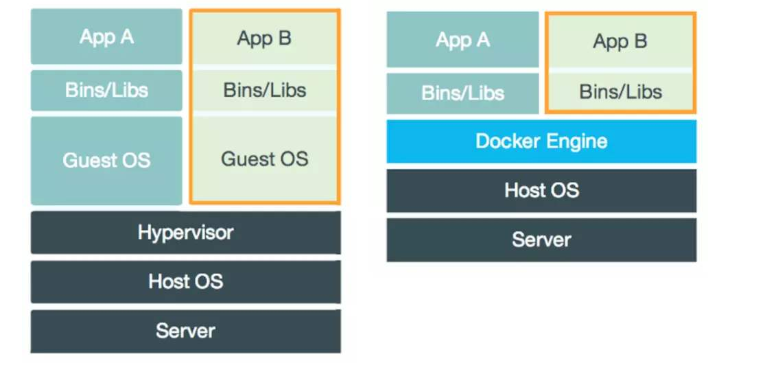 App A
App B
Bins/Libs
Bins/Libs
Guest OS
Guest OS
Hypervisor
Host OS
Server
App A
App B
Bins/Libs
Bins/Libs
Docker Engine
Host OS
Server